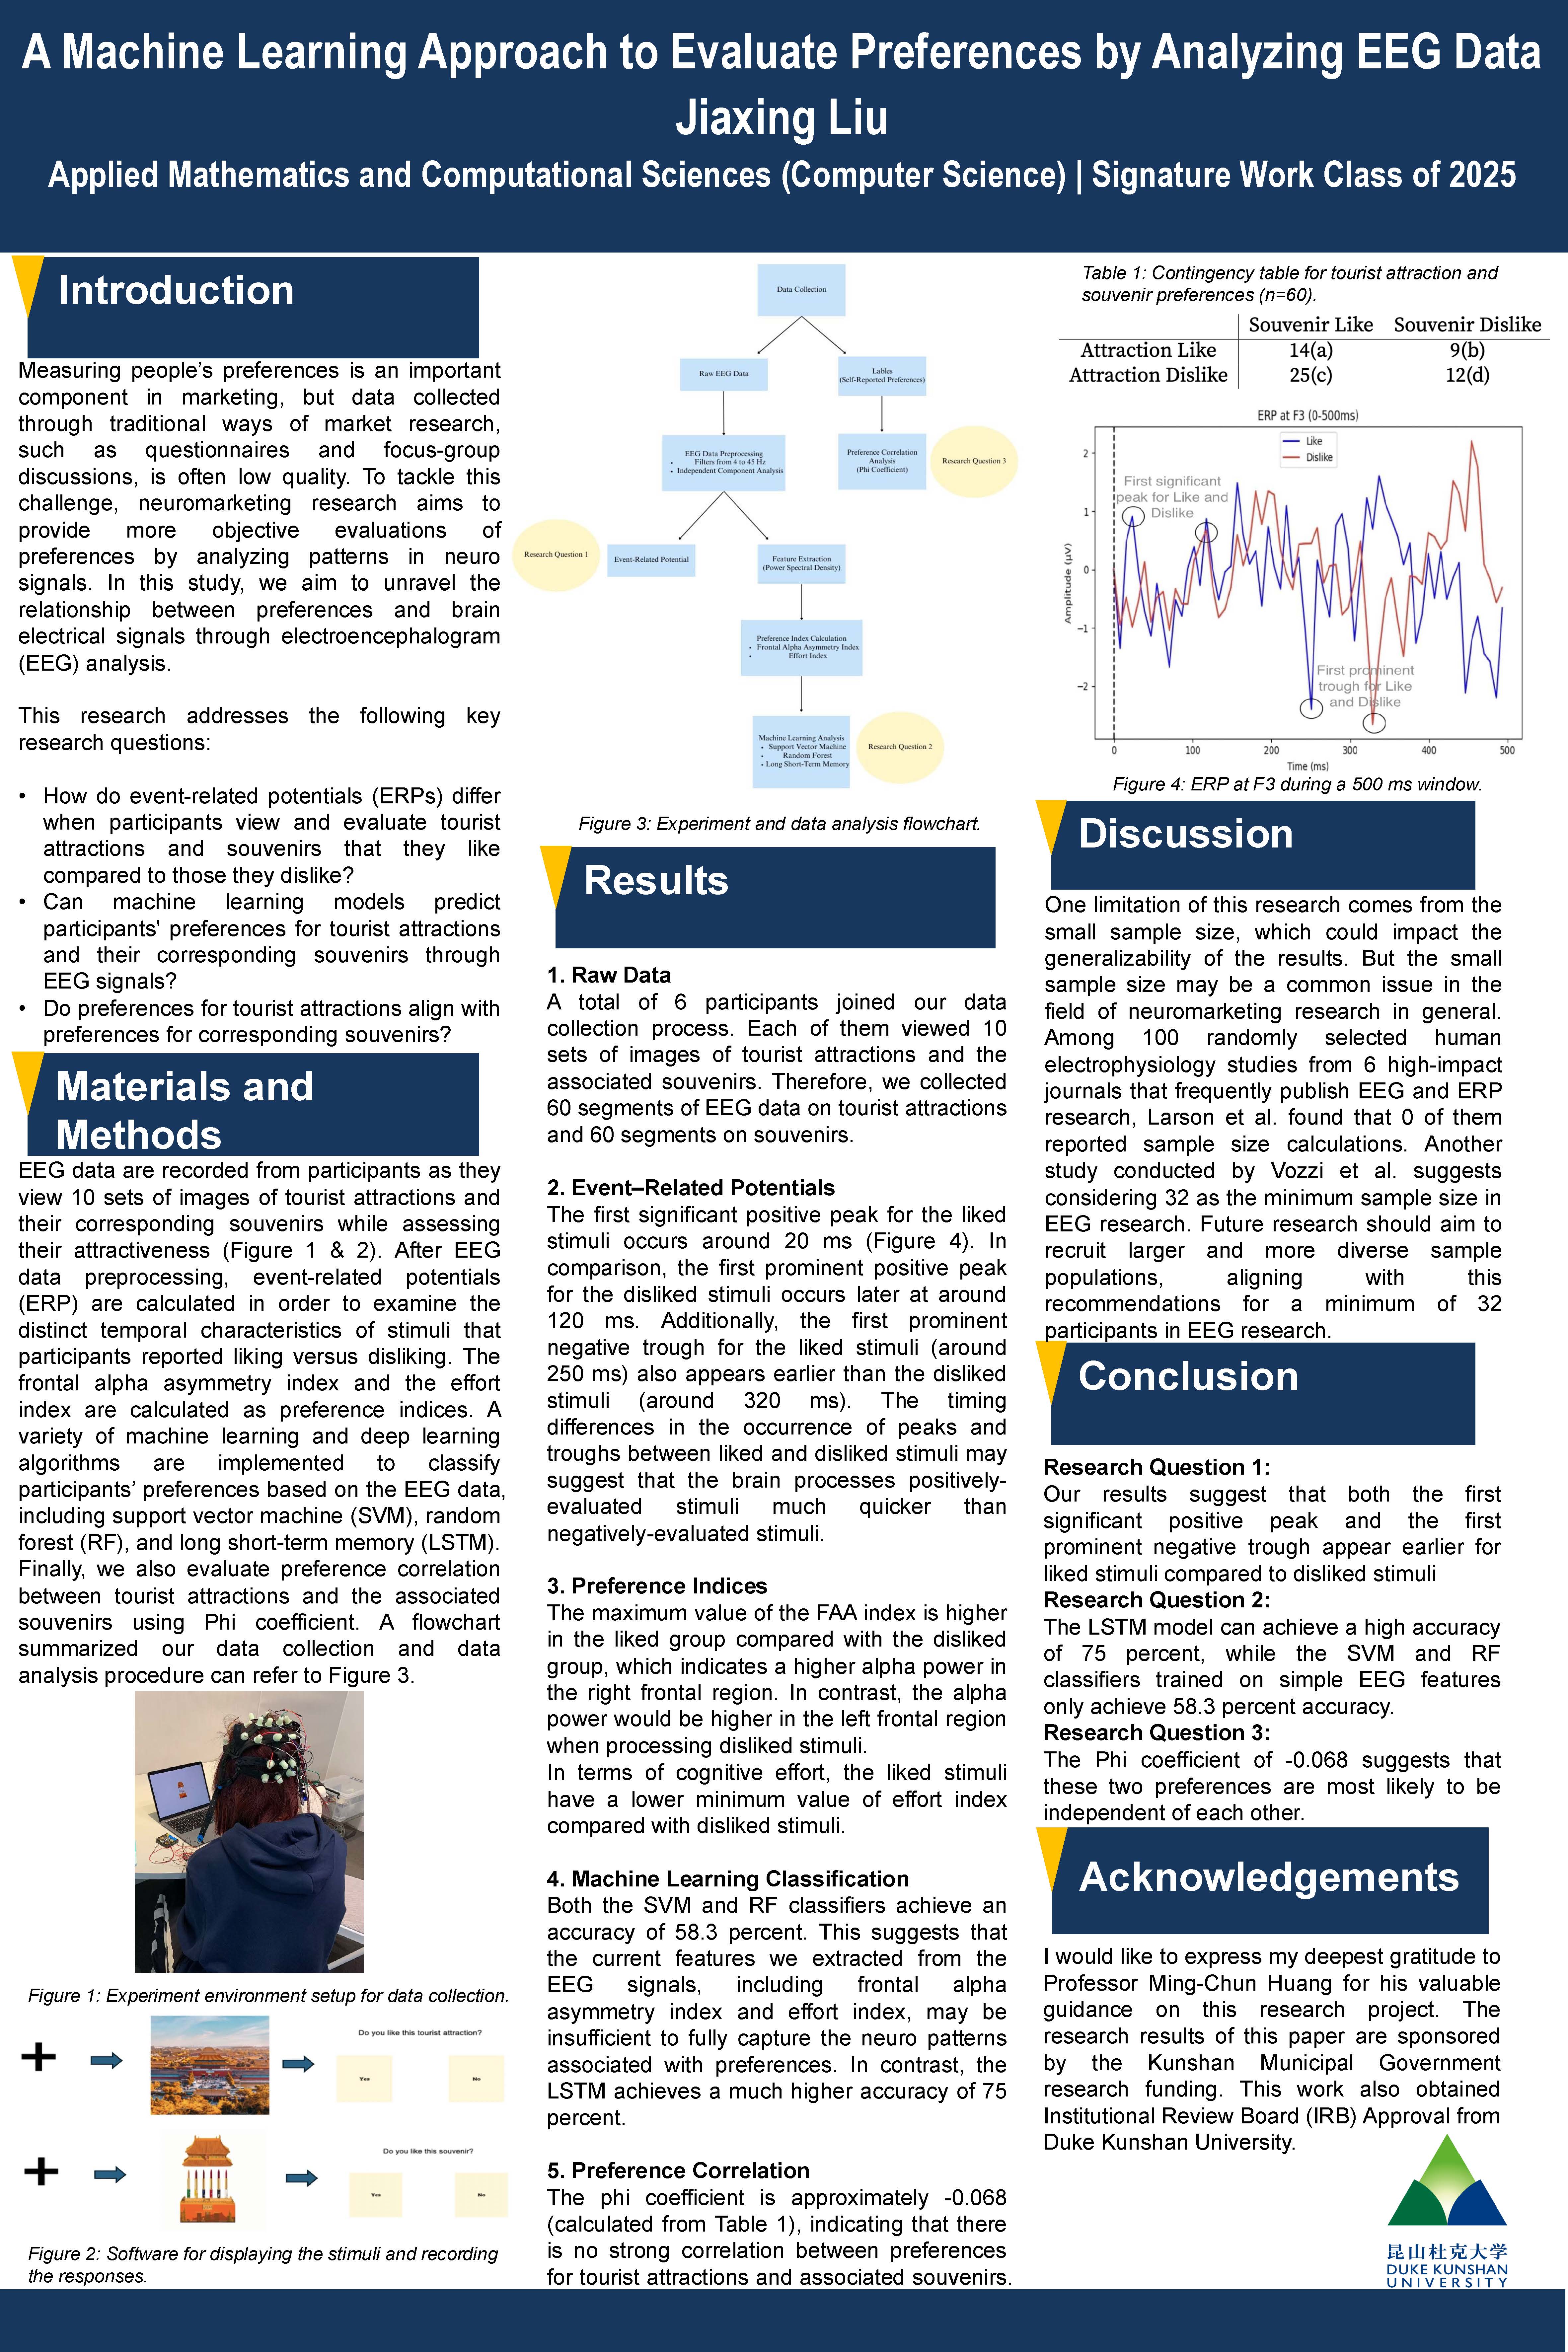 A Machine Learning Approach to Evaluate Preferences by Analyzing EEG Data
Jiaxing Liu
Applied Mathematics and Computational Sciences (Computer Science) | Signature Work Class of 2025
Introduction
Measuring people's preferences is an important
component in marketing, but data collected
through traditional ways of market research,
such as questionnaires and focus-group
discussions, is often low quality. To tackle this
challenge, neuromarketing research aims to
provide more objective evaluations of
preferences by analyzing patterns in neuro
signals. In this study, we aim to unravel the
relationship between preferences and brain
electrical signals through electroencephalogram
(EEG) analysis.
This research addresses the following key
research questions:
• How do event-related potentials (ERPs) differ
when participants view and evaluate tourist
attractions and souvenirs that they like
compared to those they dislike?
• Can machine learning models predict
participants' preferences for tourist attractions
and their corresponding souvenirs through
EEG signals?
• Do preferences for tourist attractions align with
preferences for corresponding souvenirs?
Materials and
Methods
EEG data are recorded from participants as they
view 10 sets of images of tourist attractions and
their corresponding souvenirs while assessing
their attractiveness (Figure 1 & 2). After EEG
data preprocessing, event-related potentials
(ERP) are calculated in order to examine the
distinct temporal characteristics of stimuli that
participants reported liking versus disliking. The
frontal alpha asymmetry index and the effort
index are calculated as preference indices. A
variety of machine learning and deep learning
algorithms are implemented to classify
participants' preferences based on the EEG data,
including support vector machine (SVM), random
forest (RF), and long short-term memory (LSTM).
Finally, we also evaluate preference correlation
between tourist attractions and the associated
souvenirs using Phi coefficient. A flowchart
summarized our data collection and data
analysis procedure can refer to Figure 3.
Figure 1: Experiment environment setup for data collection.
Do you like this tourist attraction?
Yes No
Do you like this souvenir?
Yes No
Figure 2: Software for displaying the stimuli and recording
the responses.
Data Collection
Raw EEG Data
Lables
(Self-Reported Preferences)
EEG Data Preprocessing
• Filters from 4 to 45 Hz
• Independent Component Analysis
Preference Correlation
Analysis
(Phi Coefficient)
Research Question 3
Research Question 1
Event-Related Potential
Feature Extraction
(Power Spectral Density)
Preference Index Calculation
• Frontal Alpha Asymmetry Index
• Effort Index
Machine Learning Analysis
• Support Vector Machine
• Random Forest
• Long Short-Term Memory
Research Question 2
Figure 3: Experiment and data analysis flowchart.
Results
1. Raw Data
A total of 6 participants joined our data
collection process. Each of them viewed 10
sets of images of tourist attractions and the
associated souvenirs. Therefore, we collected
60 segments of EEG data on tourist attractions
and 60 segments on souvenirs.
2. Event–Related Potentials
The first significant positive peak for the liked
stimuli occurs around 20 ms (Figure 4). In
comparison, the first prominent positive peak
for the disliked stimuli occurs later at around
120 ms. Additionally, the first prominent
negative trough for the liked stimuli (around
250 ms) also appears earlier than the disliked
stimuli (around 320 ms). The timing
differences in the occurrence of peaks and
troughs between liked and disliked stimuli may
suggest that the brain processes positively-
evaluated stimuli much quicker than
negatively-evaluated stimuli.
3. Preference Indices
The maximum value of the FAA index is higher
in the liked group compared with the disliked
group, which indicates a higher alpha power in
the right frontal region. In contrast, the alpha
power would be higher in the left frontal region
when processing disliked stimuli.
In terms of cognitive effort, the liked stimuli
have a lower minimum value of effort index
compared with disliked stimuli.
4. Machine Learning Classification
Both the SVM and RF classifiers achieve an
accuracy of 58.3 percent. This suggests that
the current features we extracted from the
EEG signals, including frontal alpha
asymmetry index and effort index, may be
insufficient to fully capture the neuro patterns
associated with preferences. In contrast, the
LSTM achieves a much higher accuracy of 75
percent.
5. Preference Correlation
The phi coefficient is approximately -0.068
(calculated from Table 1), indicating that there
is no strong correlation between preferences
for tourist attractions and associated souvenirs.
Table 1: Contingency table for tourist attraction and
souvenir preferences (n=60).
Souvenir Like Souvenir Dislike
Attraction Like 14(a) 9(b)
Attraction Dislike 25(c) 12(d)
ERP at F3 (0-500ms)
Like
Dislike
First significant
peak for Like and
Dislike
First prominent
trough for Like
and Dislike
Amplitude (μV)
2
1
0
−1
−2
0 100 200 300 400 500
Time (ms)
Figure 4: ERP at F3 during a 500 ms window.
Discussion
One limitation of this research comes from the
small sample size, which could impact the
generalizability of the results. But the small
sample size may be a common issue in the
field of neuromarketing research in general.
Among 100 randomly selected human
electrophysiology studies from 6 high-impact
journals that frequently publish EEG and ERP
research, Larson et al. found that 0 of them
reported sample size calculations. Another
study conducted by Vozzi et al. suggests
considering 32 as the minimum sample size in
EEG research. Future research should aim to
recruit larger and more diverse sample
populations, aligning with this
recommendations for a minimum of 32
participants in EEG research.
Conclusion
Research Question 1:
Our results suggest that both the first
significant positive peak and the first
prominent negative trough appear earlier for
liked stimuli compared to disliked stimuli
Research Question 2:
The LSTM model can achieve a high accuracy
of 75 percent, while the SVM and RF
classifiers trained on simple EEG features
only achieve 58.3 percent accuracy.
Research Question 3:
The Phi coefficient of -0.068 suggests that
these two preferences are most likely to be
independent of each other.
Acknowledgements
I would like to express my deepest gratitude to
Professor Ming-Chun Huang for his valuable
guidance on this research project. The
research results of this paper are sponsored
by the Kunshan Municipal Government
research funding. This work also obtained
Institutional Review Board (IRB) Approval from
Duke Kunshan University.
昆山杜克大学
DUKE KUNSHAN
UNIVERSITY